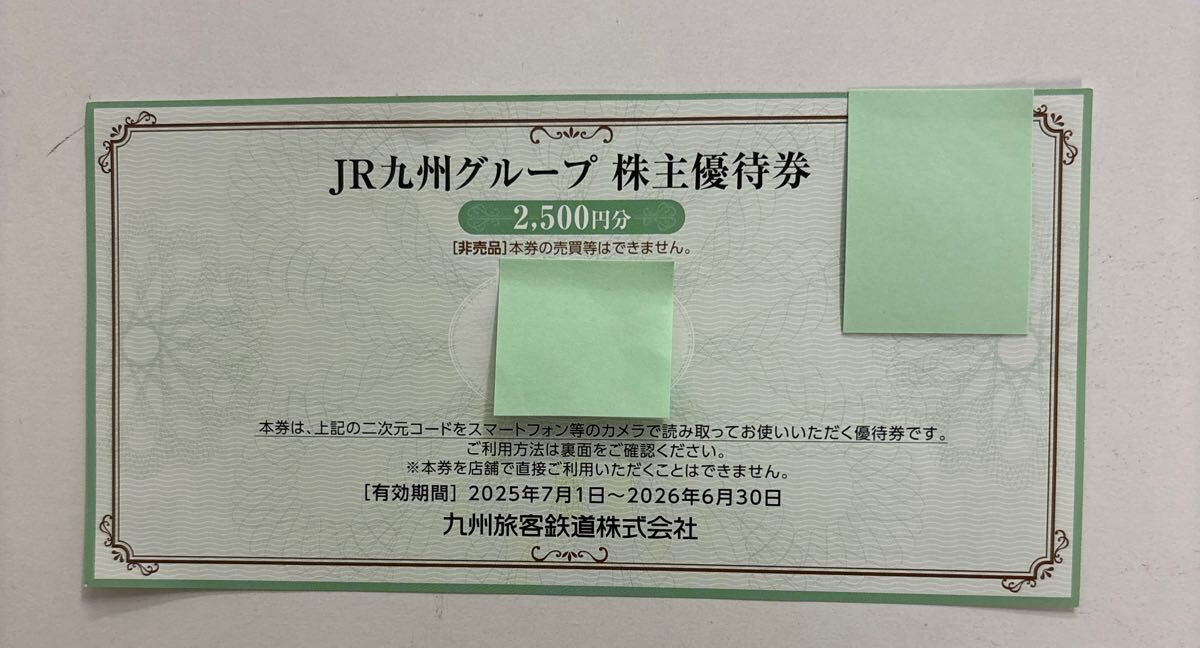 JR九州グループ 株主優待券
2,500円分
[非売品]本券の売買等はできません。
本券は、上記の二次元コードをスマートフォン等のカメラで読み取ってお使いいただく優待券です。
ご利用方法は裏面をご確認ください。
※本券を店舗で直接ご利用いただくことはできません。
[有効期間] 2025年7月1日～2026年6月30日
九州旅客鉄道株式会社